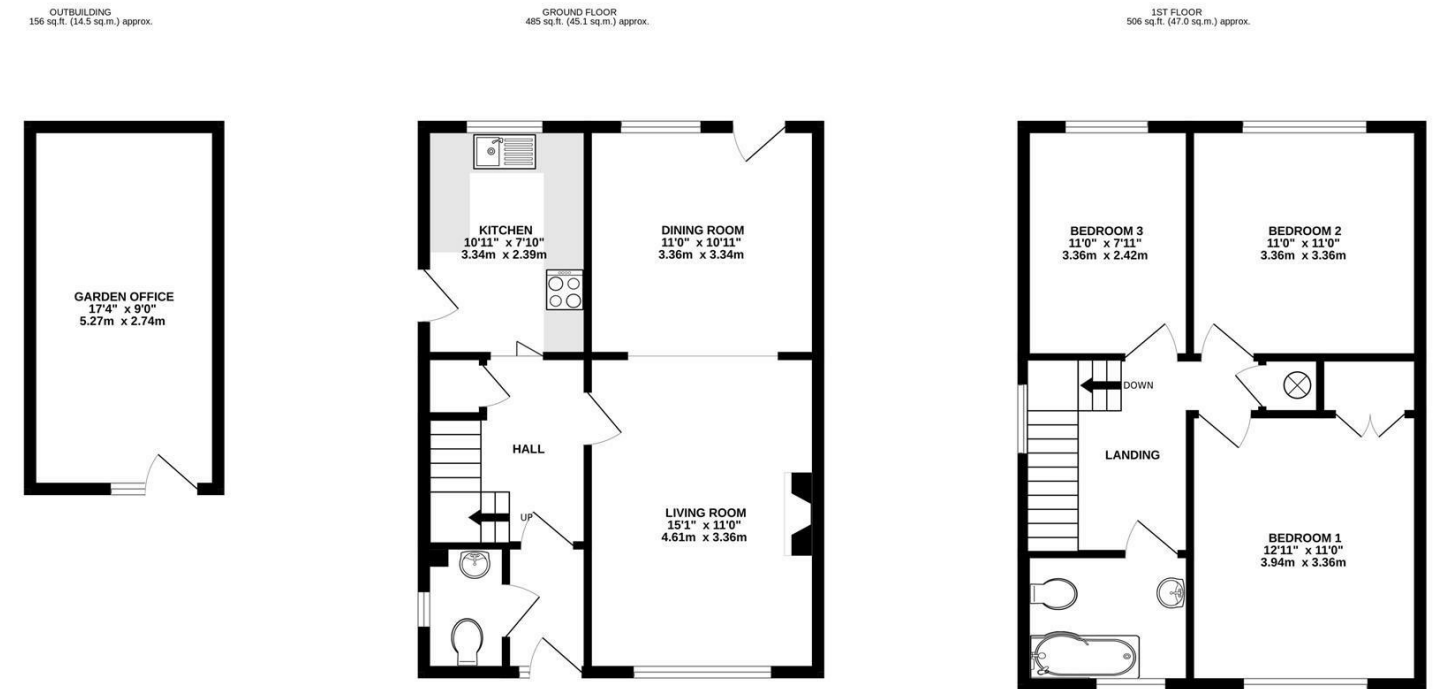 OUTBUILDING
156 sq.ft. (14.5 sq.m.) approx.
GROUND FLOOR
485 sq.ft. (45.1 sq.m.) approx.
1ST FLOOR
506 sq.ft. (47.0 sq.m.) approx.
GARDEN OFFICE
17'4" x 9'0"
5.27m x 2.74m
KITCHEN
10'11" x 7'10"
3.34m x 2.39m
DINING ROOM
11'0" x 10'11"
3.36m x 3.34m
HALL
UP
LIVING ROOM
15'1" x 11'0"
4.61m x 3.36m
BEDROOM 3
11'0" x 7'11"
3.36m x 2.42m
BEDROOM 2
11'0" x 11'0"
3.36m x 3.36m
DOWN
LANDING
BEDROOM 1
12'11" x 11'0"
3.94m x 3.36m